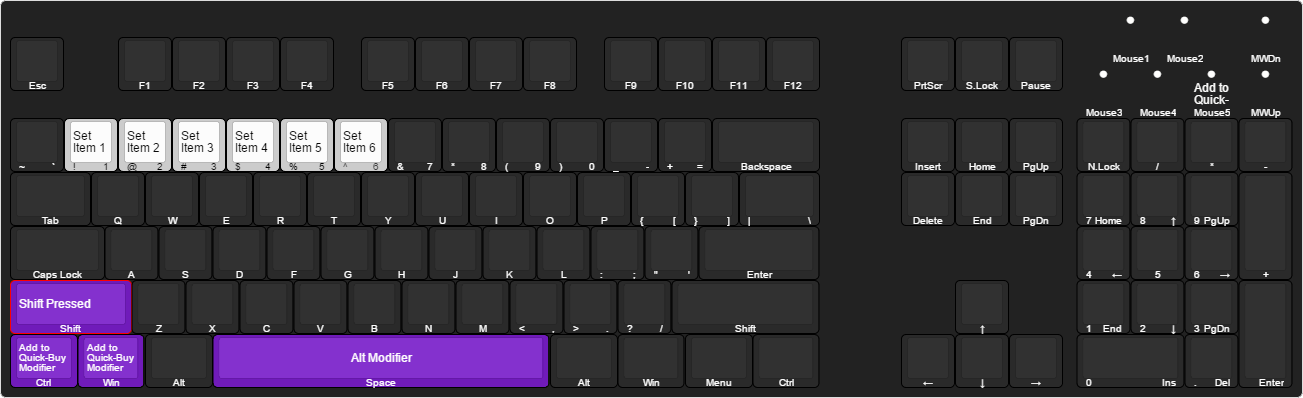 Mouse1 Mouse2 MWDn
Esc F1 F2 F3 F4 F5 F6 F7 F8 F9 F10 F11 F12 PrtScr S.Lock Pause
Add to
Quick-
Mouse3 Mouse4 Mouse5 MWUp
Set Set Set Set Set Set
Item 1 Item 2 Item 3 Item 4 Item 5 Item 6
~ ` ! 1 @ 2 # 3 $ 4 % 5 ^ 6 & 7 * 8 ( 9 ) 0 _ - + = Backspace Insert Home PgUp N.Lock / * -
Tab Q W E R T Y U I O P { [ } ] | \ Delete End PgDn 7 Home 8 ↑ 9 PgUp
Caps Lock A S D F G H J K L : ; " ' Enter 4 ← 5 6 → +
Shift Pressed
Shift Z X C V B N M < , > . ? / Shift ↑ 1 End 2 ↓ 3 PgDn
Add to Add to
Quick-Buy Quick-Buy
Modifier Modifier Alt Modifier
Ctrl Win Alt Space Alt Win Menu Ctrl ← ↓ → 0 Ins . Del Enter